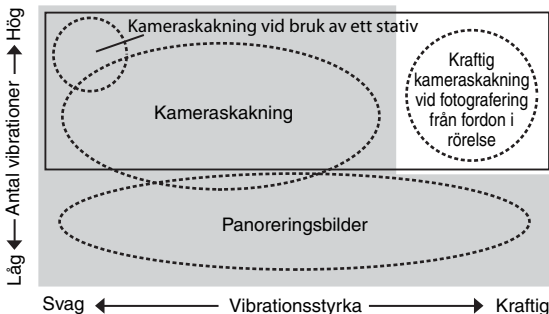 Kameraskakning vid bruk av ett stativ
Kraftig
kameraskakning
vid fotografering
från fordon i
rörelse
Kameraskakning
Panoreringsbilder
Låg Antal vibrationer Hög
Svag Vibrationsstyrka Kraftig